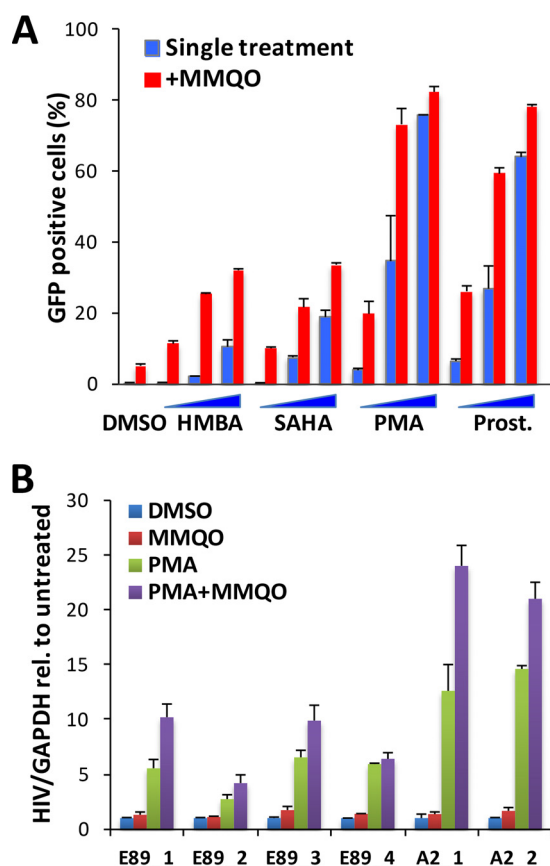 A
100
80
60
40
20
0
GFP positive cells (%)
Single treatment
+MMQO
DMSO HMBA SAHA PMA Prost.
B
30
25
20
15
10
5
0
HIV/GAPDH rel. to untreated
DMSO
MMQO
PMA
PMA+MMQO
E89 1 E89 2 E89 3 E89 4 A2 1 A2 2